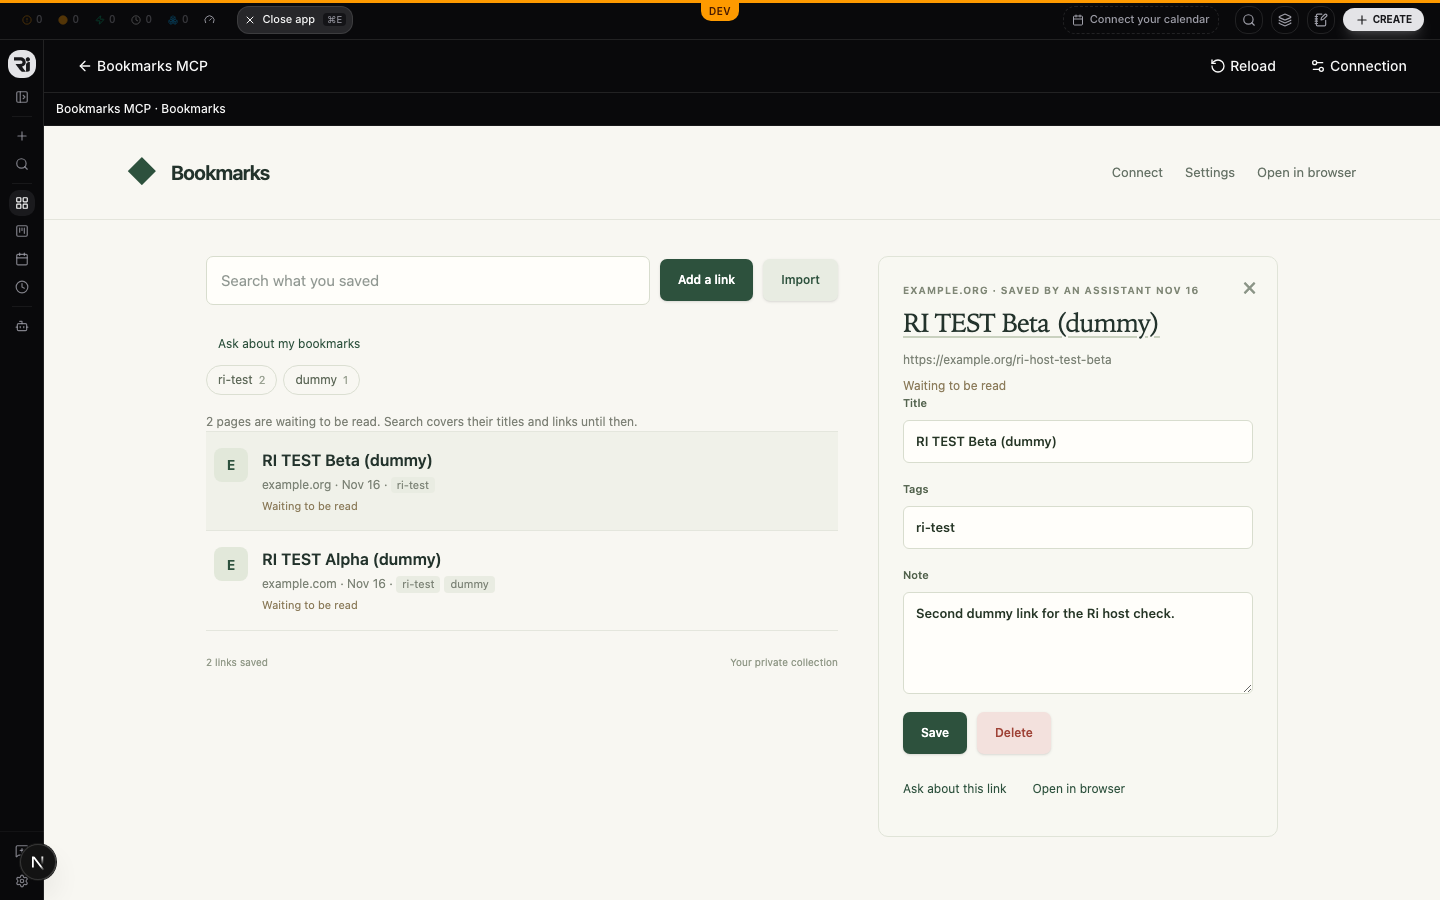 0 0 0 0 0
Close app ⌘E
DEV
Connect your calendar
CREATE
Ri
Bookmarks MCP
Reload
Connection
Bookmarks MCP · Bookmarks
Bookmarks
Connect
Settings
Open in browser
Search what you saved
Add a link
Import
Ask about my bookmarks
ri-test 2
dummy 1
2 pages are waiting to be read. Search covers their titles and links until then.
E
RI TEST Beta (dummy)
example.org · Nov 16 · ri-test
Waiting to be read
E
RI TEST Alpha (dummy)
example.com · Nov 16 · ri-test dummy
Waiting to be read
2 links saved
Your private collection
EXAMPLE.ORG · SAVED BY AN ASSISTANT NOV 16
RI TEST Beta (dummy)
https://example.org/ri-host-test-beta
Waiting to be read
Title
RI TEST Beta (dummy)
Tags
ri-test
Note
Second dummy link for the Ri host check.
Save
Delete
Ask about this link
Open in browser
N